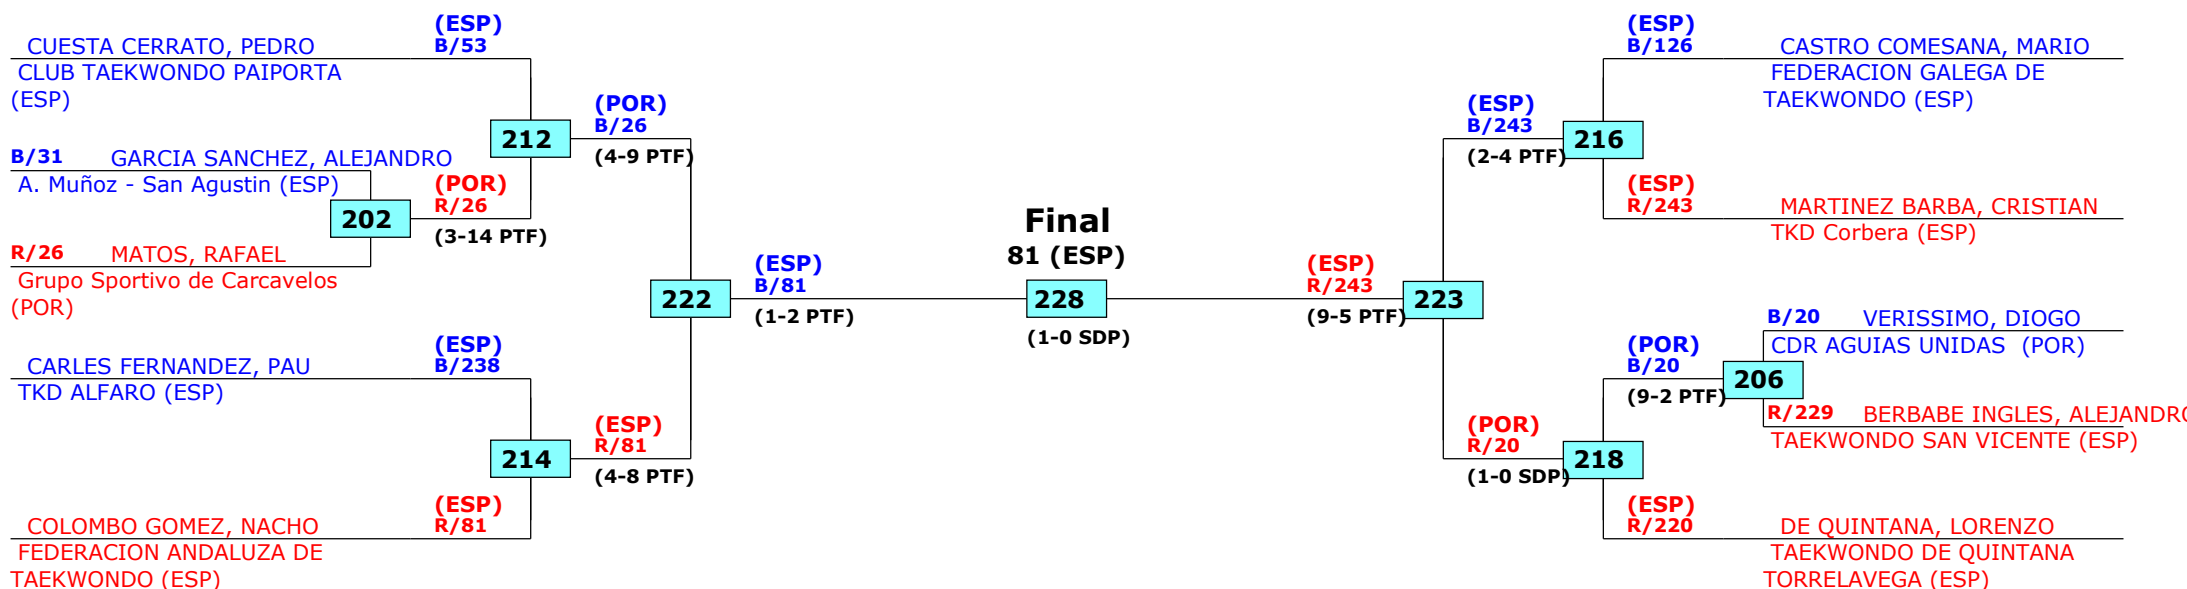 (ESP)
B/53
CUESTA CERRATO, PEDRO
CLUB TAEKWONDO PAIPORTA
(ESP)
212
(POR)
B/26
(4-9 PTF)
B/31 GARCIA SANCHEZ, ALEJANDRO
A. Muñoz - San Agustin (ESP)
202
(POR)
R/26
(3-14 PTF)
R/26 MATOS, RAFAEL
Grupo Sportivo de Carcavelos
(POR)
222
(ESP)
B/81
(1-2 PTF)
(ESP)
B/238
CARLES FERNANDEZ, PAU
TKD ALFARO (ESP)
214
(ESP)
R/81
(4-8 PTF)
(ESP)
R/81
COLOMBO GOMEZ, NACHO
FEDERACION ANDALUZA DE
TAEKWONDO (ESP)
Final
81 (ESP)
228
(1-0 SDP)
(ESP)
R/243
(9-5 PTF)
223
(ESP)
B/243
(2-4 PTF)
216
(ESP)
B/126
CASTRO COMESANA, MARIO
FEDERACION GALEGA DE
TAEKWONDO (ESP)
(ESP)
R/243
MARTINEZ BARBA, CRISTIAN
TKD Corbera (ESP)
B/20 VERISSIMO, DIOGO
CDR AGUIAS UNIDAS (POR)
(POR)
B/20
(9-2 PTF)
206
R/229 BERBABE INGLES, ALEJANDRO
TAEKWONDO SAN VICENTE (ESP)
(POR)
R/20
(1-0 SDP)
218
(ESP)
R/220
DE QUINTANA, LORENZO
TAEKWONDO DE QUINTANA
TORRELAVEGA (ESP)